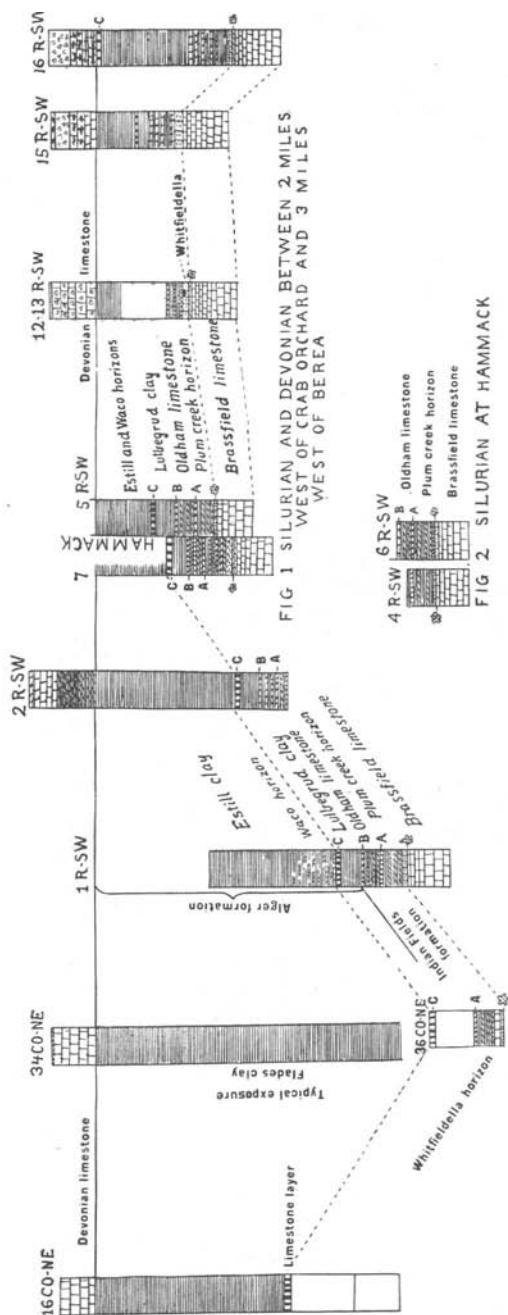 16 CO-NE
Devonian limestone
Limestone layer
34 CO-NE
Typical exposure
Flades clay
36 CO-NE
C
A
Whitfieldella horizon
1 R-SW
Alger formation
Indian Fields
formation
Estill clay
Waco horizon
Lulbegrud clay
Oldham limestone
Plum creek horizon
Brassfield limestone
C
B
A
2 R-SW
C
B
A
7
HAMMACK
C
B
A
5 RSW
Estill and Waco horizons
Lulbegrud clay
Oldham limestone
Plum creek horizon
Brassfield limestone
C
B
A
12-13 R-SW
Devonian
limestone
Whitfieldella
15 R-SW
16 R-SW
C
FIG 1 SILURIAN AND DEVONIAN BETWEEN 2 MILES
WEST OF CRAB ORCHARD AND 3 MILES
WEST OF BEREA
4 R-SW
6 R-SW
B
A
Oldham limestone
Plum creek horizon
Brassfield limestone
FIG 2 SILURIAN AT HAMMACK